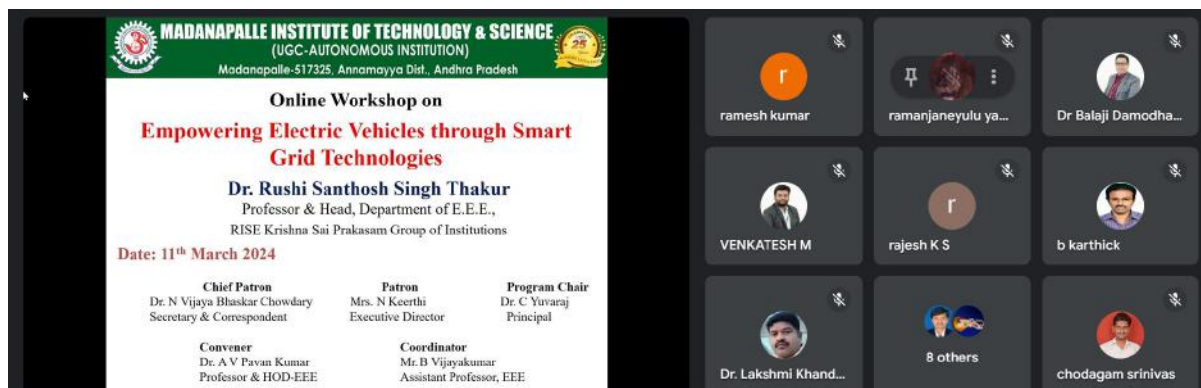 MADANAPALLE INSTITUTE OF TECHNOLOGY & SCIENCE
(UGC-AUTONOMOUS INSTITUTION)
Madanapalle-517325, Annamayya Dist., Andhra Pradesh
25
Online Workshop on
Empowering Electric Vehicles through Smart
Grid Technologies
Dr. Rushi Santhosh Singh Thakur
Professor & Head, Department of E.E.E.,
RISE Krishna Sai Prakasam Group of Institutions
Date: 11th March 2024
Chief Patron
Dr. N Vijaya Bhaskar Chowdary
Secretary & Correspondent
Patron
Mrs. N Keerthi
Executive Director
Program Chair
Dr. C Yuvaraj
Principal
Convener
Dr. A V Pavan Kumar
Professor & HOD-EEE
Coordinator
Mr. B Vijayakumar
Assistant Professor, EEE
r
ramesh kumar
ramanjaneyulu ya...
Dr Balaji Damodha...
VENKATESH M
r
rajesh K S
b karthick
Dr. Lakshmi Khand...
8 others
chodagam srinivas